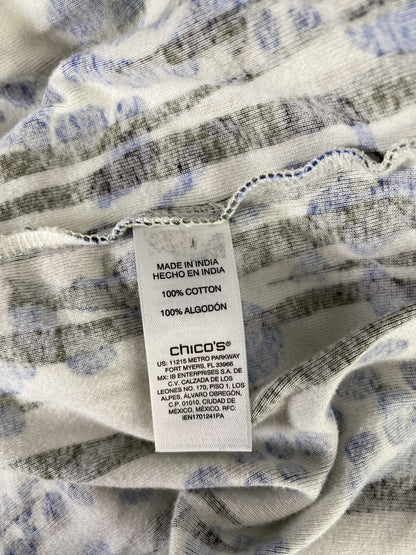 MADE IN INDIA
HECHO EN INDIA
100% COTTON
100% ALGODÓN
chico's®
US: 11215 METRO PARKWAY
FORT MYERS, FL 33966
MX: IB ENTERPRISES S.A. DE
C.V. CALZADA DE LOS
LEONES NO. 170, PISO 1, LOS
ALPES, ÁLVARO OBREGÓN,
C.P. 01010, CIUDAD DE
MÉXICO, MÉXICO. RFC:
IEN1701241PA